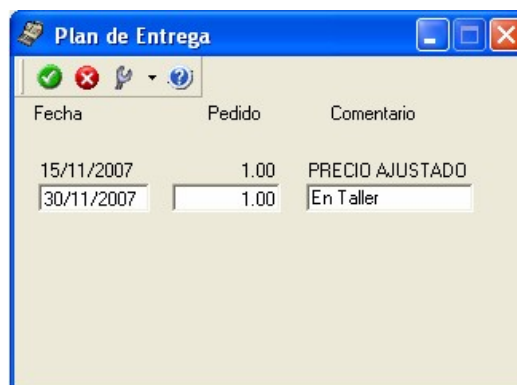 Plan de Entrega
Fecha Pedido Comentario
15/11/2007 1.00 PRECIO AJUSTADO
30/11/2007 1.00 En Taller